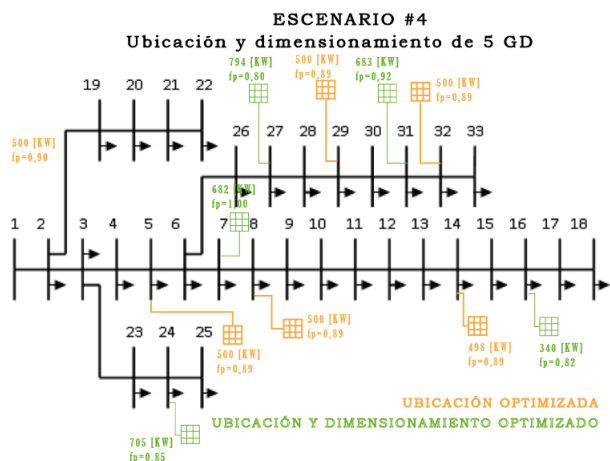 ESCENARIO #4
Ubicación y dimensionamiento de 5 GD
794 [KW]
fp=0,80
500 [KW]
fp=0,89
683 [KW]
fp=0,92
500 [KW]
fp=0,89
19 20 21 22
500 [KW]
fp=0,90
26 27 28 29 30 31 32 33
682 [KW]
fp=1,00
1 2 3 4 5 6 7 8 9 10 11 12 13 14 15 16 17 18
500 [KW]
fp=0,89
500 [KW]
fp=0,89
498 [KW]
fp=0,89
340 [KW]
fp=0,82
23 24 25
705 [KW]
fp=0,85
UBICACIÓN OPTIMIZADA
UBICACIÓN Y DIMENSIONAMIENTO OPTIMIZADO